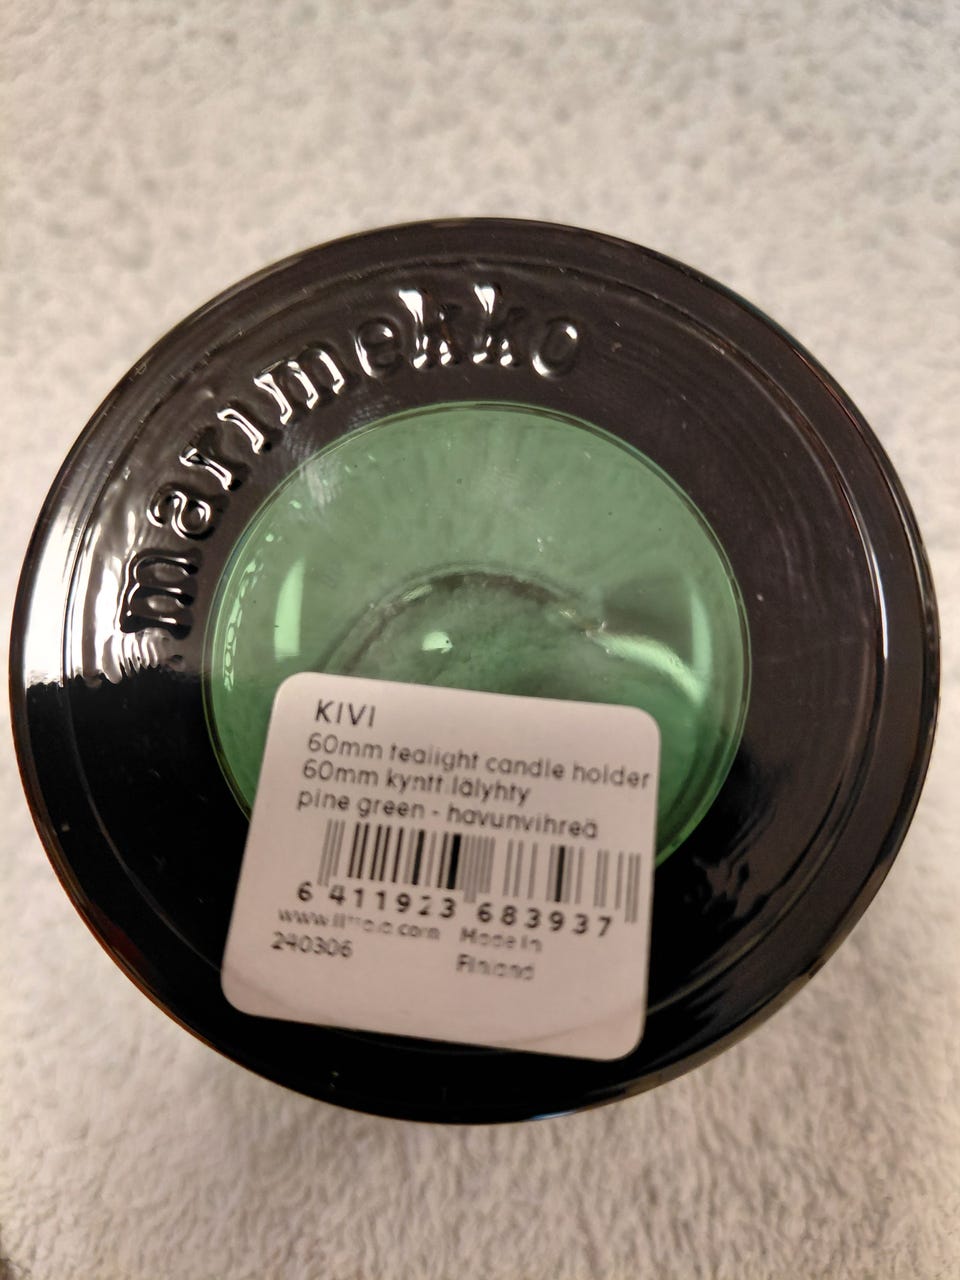 marimekko
KIVI
60mm tealight candle holder
60mm kynttilälyhty
pine green - havunvihreä
6 411923 683937
Made in
240306
Finland